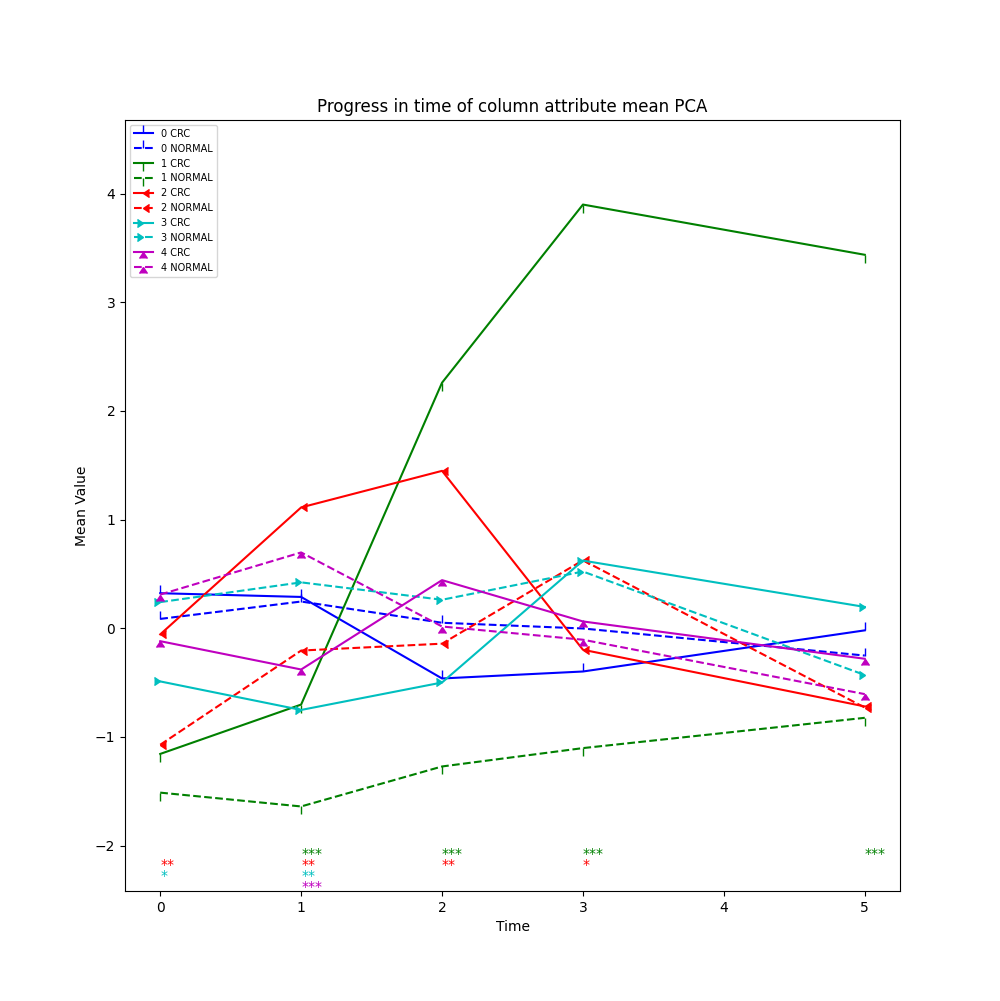 Progress in time of column attribute mean PCA
0 CRC
0 NORMAL
1 CRC
1 NORMAL
2 CRC
2 NORMAL
3 CRC
3 NORMAL
4 CRC
4 NORMAL
Mean Value
4
3
2
1
0
−1
−2
*** *** *** ***
** ** ** *
* **
***
0 1 2 3 4 5
Time